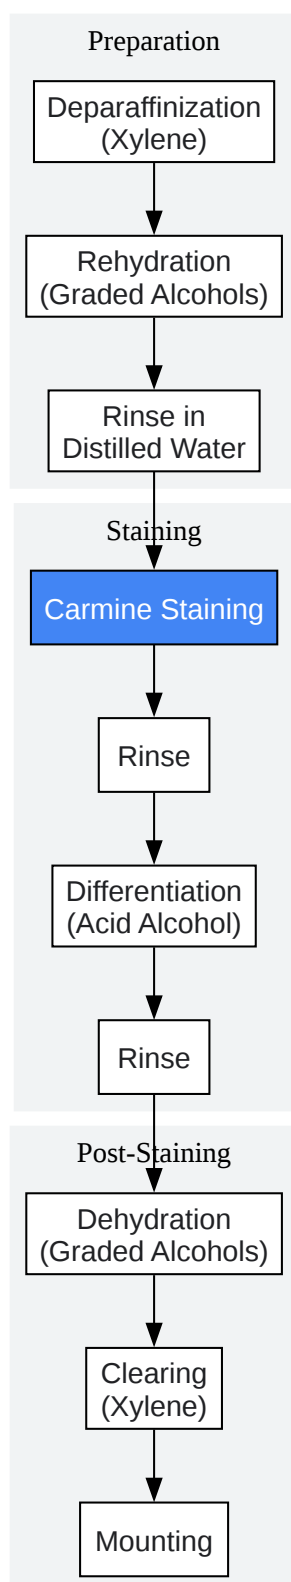 Preparation
Deparaffinization
(Xylene)
Rehydration
(Graded Alcohols)
Rinse in
Distilled Water
Staining
Carmine Staining
Rinse
Differentiation
(Acid Alcohol)
Rinse
Post-Staining
Dehydration
(Graded Alcohols)
Clearing
(Xylene)
Mounting